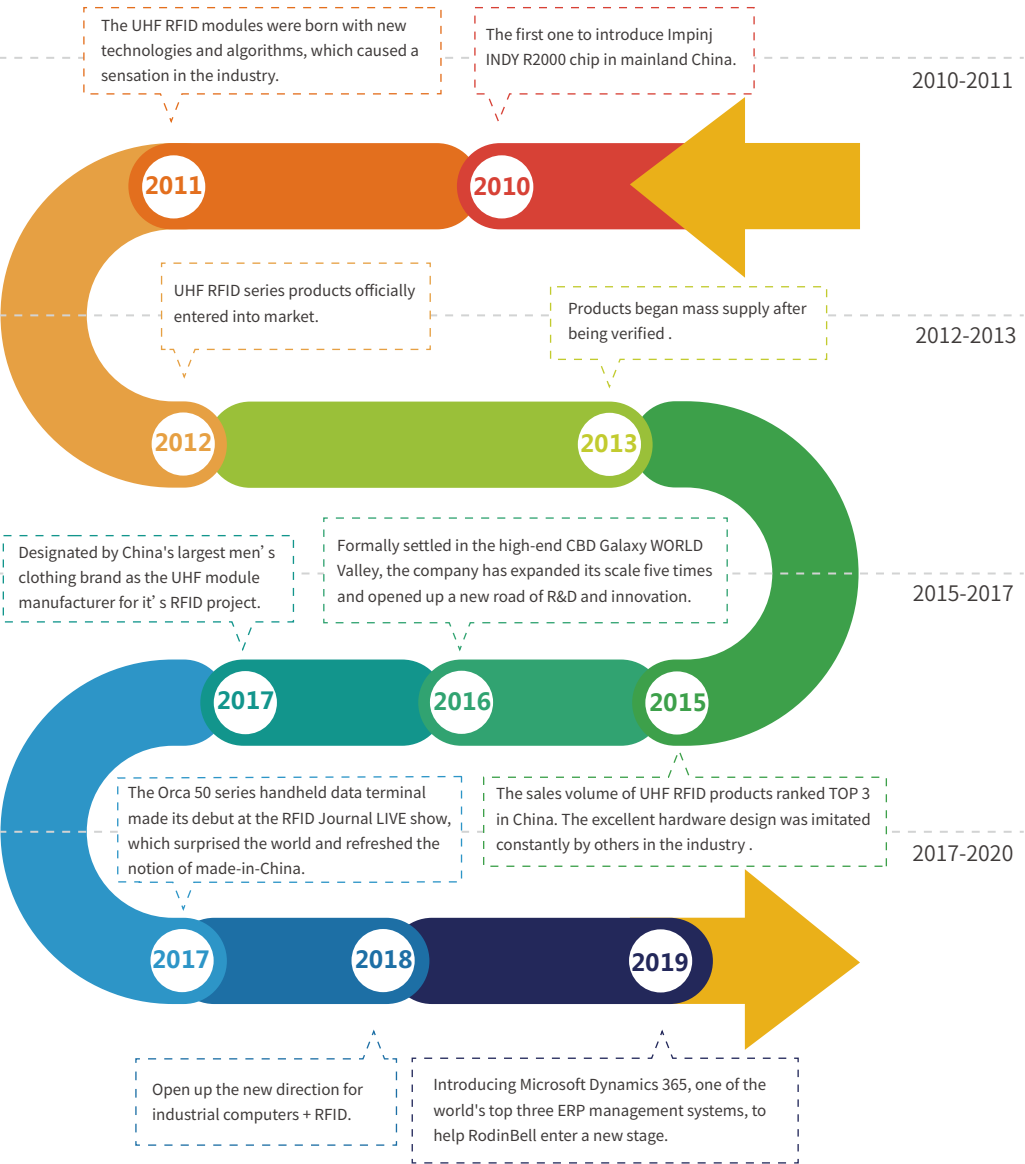 The UHF RFID modules were born with new
technologies and algorithms, which caused a
sensation in the industry.
The first one to introduce Impinj
INDY R2000 chip in mainland China.
2010-2011
2011
2010
UHF RFID series products officially
entered into market.
Products began mass supply after
being verified .
2012-2013
2012
2013
Designated by China's largest men’ s
clothing brand as the UHF module
manufacturer for it’ s RFID project.
Formally settled in the high-end CBD Galaxy WORLD
Valley, the company has expanded its scale five times
and opened up a new road of R&D and innovation.
2015-2017
2017
2016
2015
The Orca 50 series handheld data terminal
made its debut at the RFID Journal LIVE show,
which surprised the world and refreshed the
notion of made-in-China.
The sales volume of UHF RFID products ranked TOP 3
in China. The excellent hardware design was imitated
constantly by others in the industry .
2017-2020
2017
2018
2019
Open up the new direction for
industrial computers + RFID.
Introducing Microsoft Dynamics 365, one of the
world's top three ERP management systems, to
help RodinBell enter a new stage.